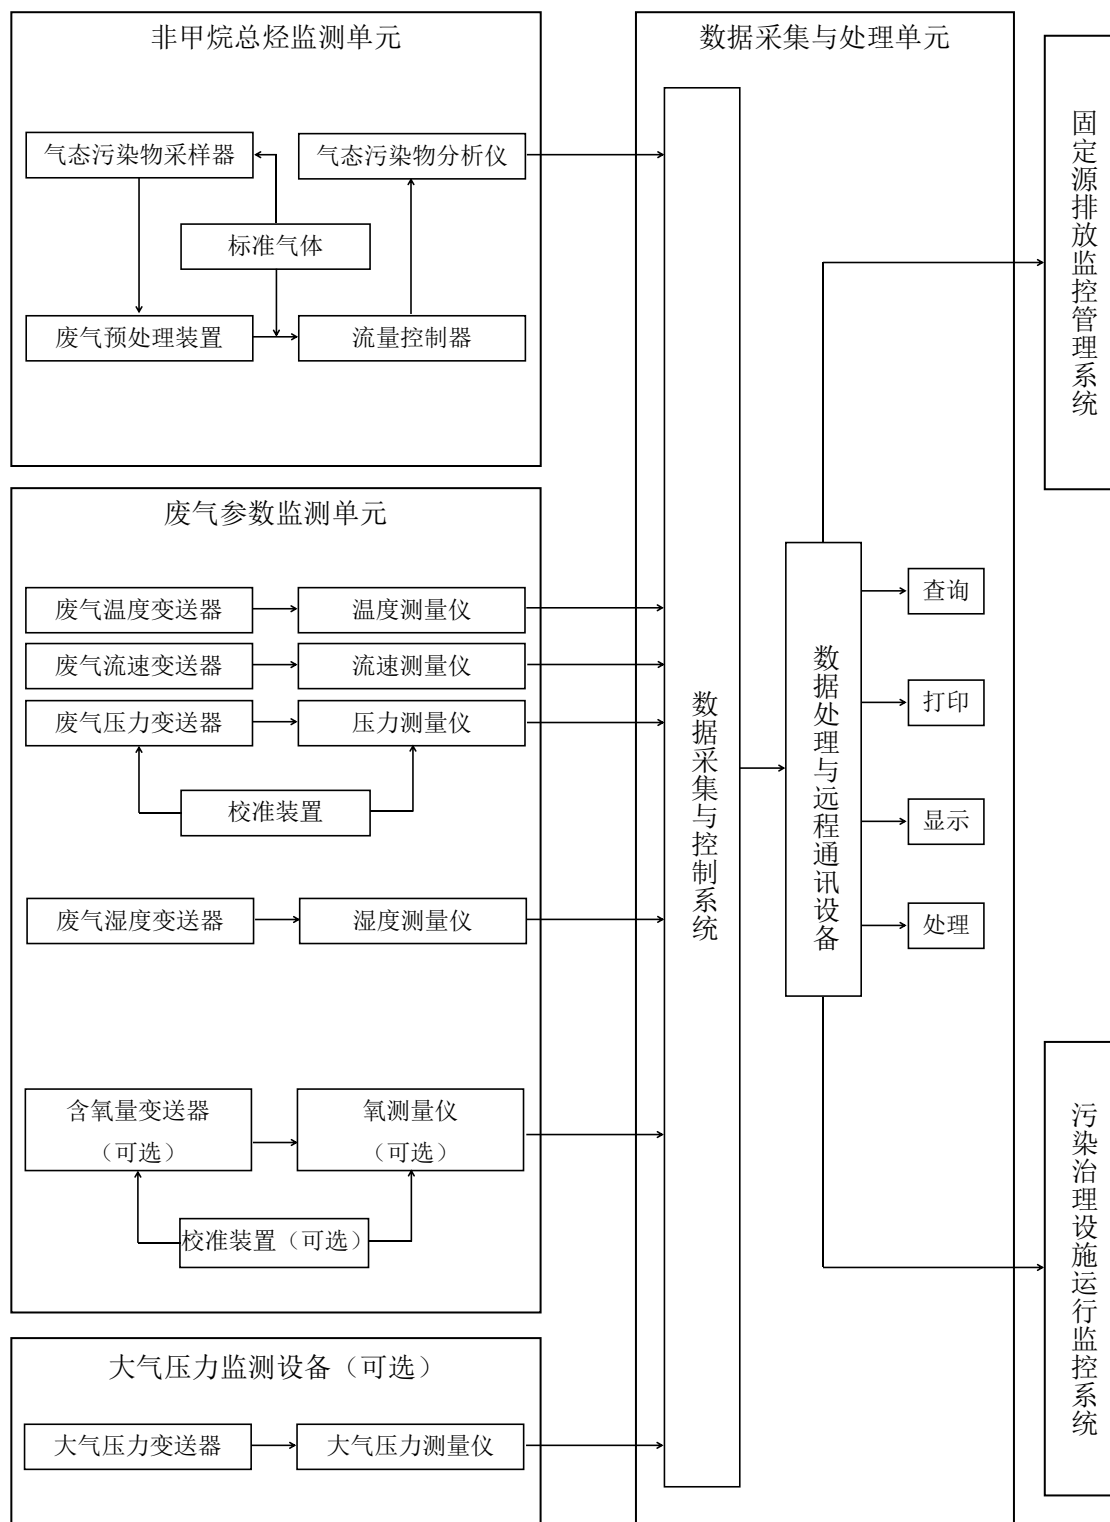 非甲烷总烃监测单元
气态污染物采样器
气态污染物分析仪
标准气体
废气预处理装置
流量控制器
废气参数监测单元
废气温度变送器
温度测量仪
废气流速变送器
流速测量仪
废气压力变送器
压力测量仪
校准装置
废气湿度变送器
湿度测量仪
含氧量变送器
（可选）
氧测量仪
（可选）
校准装置（可选）
大气压力监测设备（可选）
大气压力变送器
大气压力测量仪
数据采集与处理单元
数据采集与控制系统
数据处理与远程通讯设备
查询
打印
显示
处理
固定源排放监控管理系统
污染治理设施运行监控系统